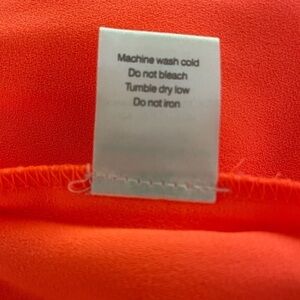 Machine wash cold
Do not bleach
Tumble dry low
Do not iron